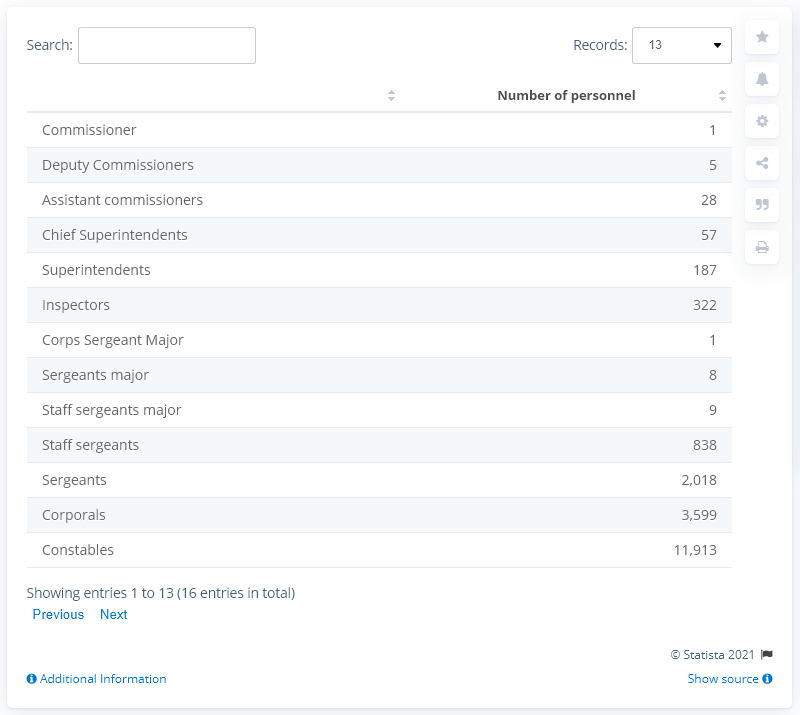 Search:
Records: 13
Number of personnel
Commissioner 1
Deputy Commissioners 5
Assistant commissioners 28
Chief Superintendents 57
Superintendents 187
Inspectors 322
Corps Sergeant Major 1
Sergeants major 8
Staff sergeants major 9
Staff sergeants 838
Sergeants 2,018
Corporals 3,599
Constables 11,913
Showing entries 1 to 13 (16 entries in total)
Previous Next
© Statista 2021
Additional Information Show source